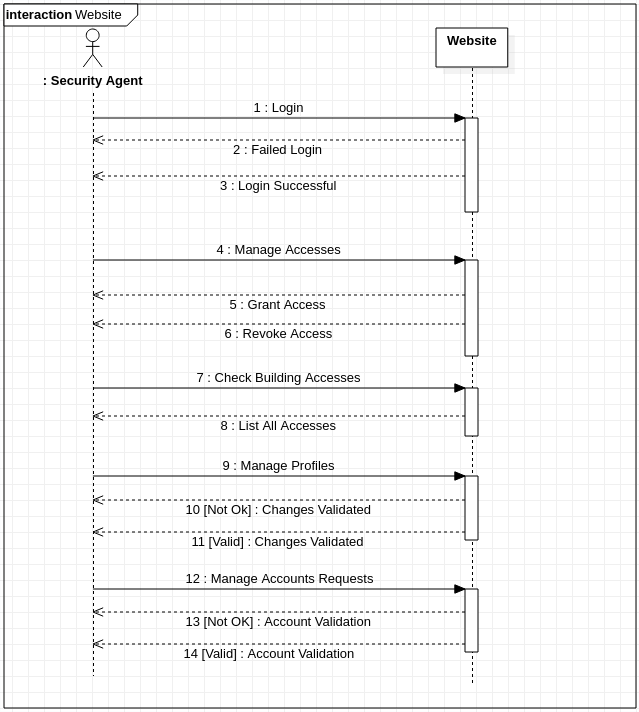 interaction Website
Website
: Security Agent
1 : Login
2 : Failed Login
3 : Login Successful
4 : Manage Accesses
5 : Grant Access
6 : Revoke Access
7 : Check Building Accesses
8 : List All Accesses
9 : Manage Profiles
10 [Not Ok] : Changes Validated
11 [Valid] : Changes Validated
12 : Manage Accounts Requests
13 [Not OK] : Account Validation
14 [Valid] : Account Validation